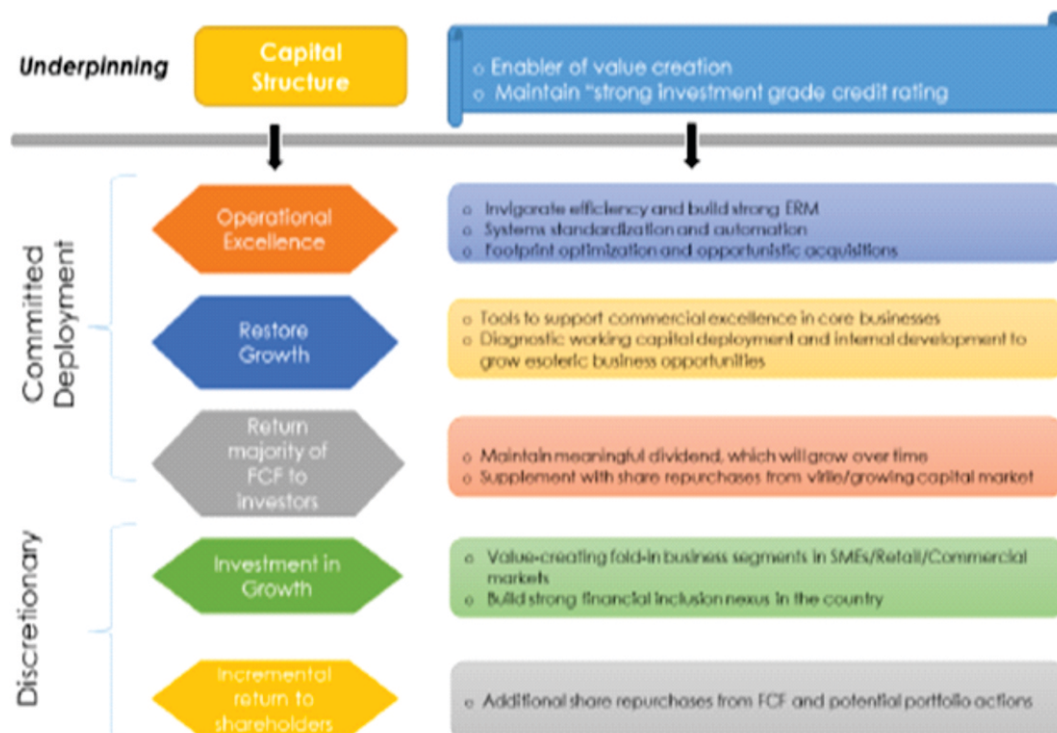 Underpinning
Capital
Structure
o Enabler of value creation
o Maintain "strong investment grade credit rating
Committed
Deployment
Operational
Excellence
o Invigorate efficiency and build strong ERM
o Systems standardization and automation
o Footprint optimization and opportunistic acquisitions
Restore
Growth
o Tools to support commercial excellence in core businesses
o Diagnostic working capital deployment and internal development to
grow esoteric business opportunities
Return
majority of
FCF to
investors
o Maintain meaningful dividend, which will grow over time
o Supplement with share repurchases from virile/growing capital market
Discretionary
Investment in
Growth
o Value-creating fold-in business segments in SMEs/Retail/Commercial
markets
o Build strong financial inclusion nexus in the country
Incremental
return to
shareholders
o Additional share repurchases from FCF and potential portfolio actions